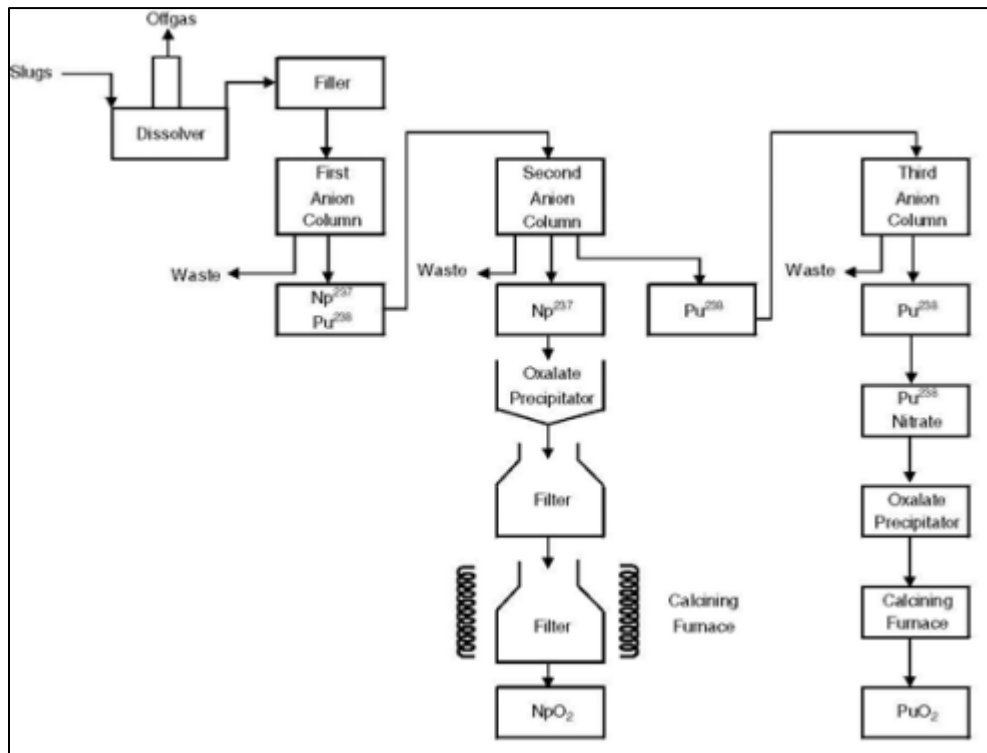 Offgas
Slugs
Dissolver
Filler
First
Anion
Column
Waste
Np²³⁷
Pu²³⁸
Second
Anion
Column
Waste
Np²³⁷
Pu²³⁸
Oxalate
Precipitator
Filter
Filter
Calcining
Furnace
NpO₂
Third
Anion
Column
Waste
Pu²³⁸
Pu²³⁸
Nitrate
Oxalate
Precipitator
Calcining
Furnace
PuO₂